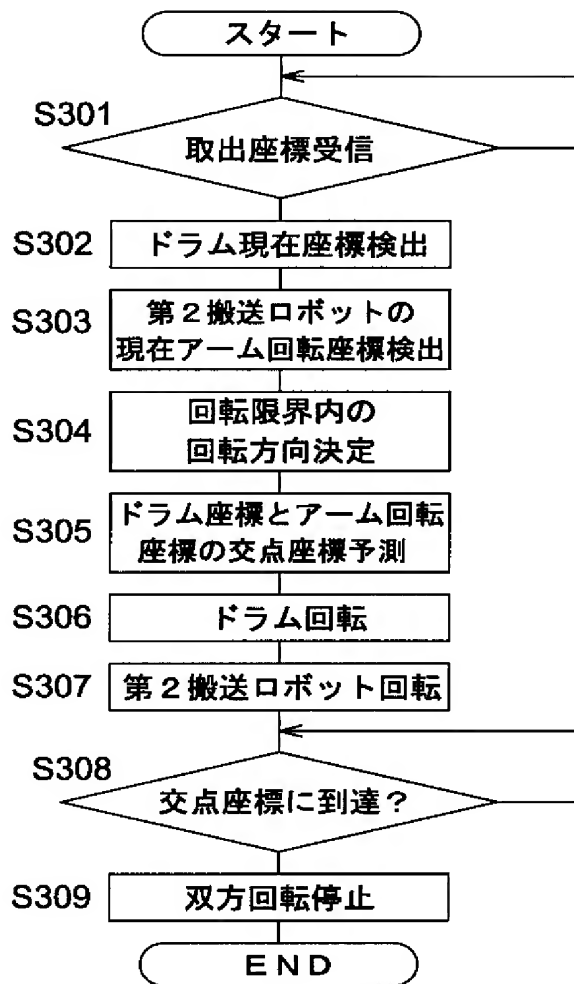 スタート
S301
取出座標受信
S302
ドラム現在座標検出
S303
第2搬送ロボットの
現在アーム回転座標検出
S304
回転限界内の
回転方向決定
S305
ドラム座標とアーム回転
座標の交点座標予測
S306
ドラム回転
S307
第2搬送ロボット回転
S308
交点座標に到達?
S309
双方回転停止
END